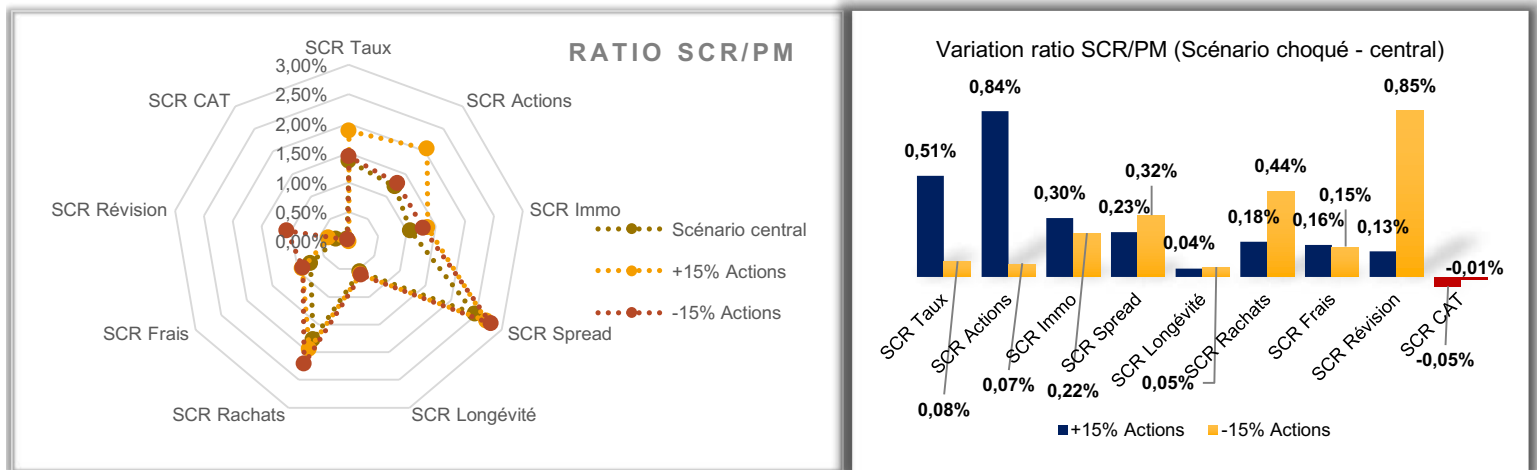 RATIO SCR/PM
SCR Taux
SCR Actions
SCR Immo
SCR Spread
SCR Longévité
SCR Rachats
SCR Frais
SCR Révision
SCR CAT
3,00%
2,50%
2,00%
1,50%
1,00%
0,50%
0,00%
Scénario central
+15% Actions
-15% Actions
Variation ratio SCR/PM (Scénario choqué - central)
0,51%
0,84%
0,30%
0,23%
0,32%
0,04%
0,18%
0,44%
0,16%
0,15%
0,13%
0,85%
-0,01%
-0,05%
0,08%
0,07%
0,22%
0,05%
SCR Taux
SCR Actions
SCR Immo
SCR Spread
SCR Longévité
SCR Rachats
SCR Frais
SCR Révision
SCR CAT
+15% Actions
-15% Actions